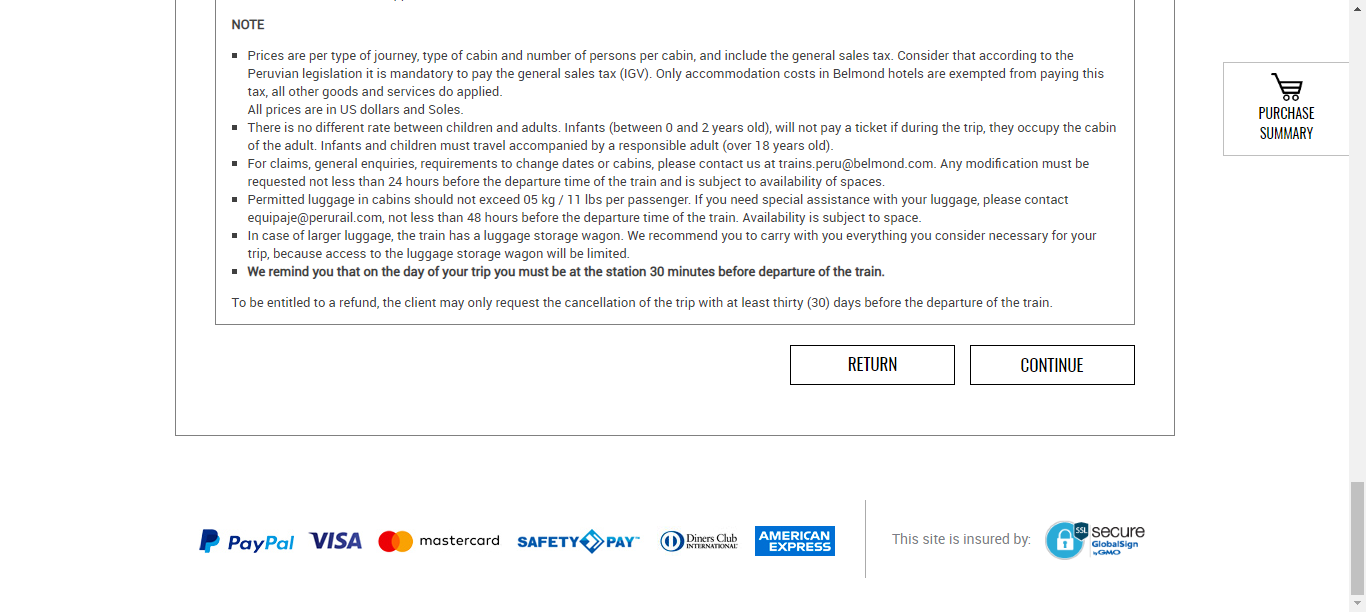 NOTE
Prices are per type of journey, type of cabin and number of persons per cabin, and include the general sales tax. Consider that according to the
Peruvian legislation it is mandatory to pay the general sales tax (IGV). Only accommodation costs in Belmond hotels are exempted from paying this
tax, all other goods and services do applied.
All prices are in US dollars and Soles.
There is no different rate between children and adults. Infants (between 0 and 2 years old), will not pay a ticket if during the trip, they occupy the cabin
of the adult. Infants and children must travel accompanied by a responsible adult (over 18 years old).
For claims, general enquiries, requirements to change dates or cabins, please contact us at trains.peru@belmond.com. Any modification must be
requested not less than 24 hours before the departure time of the train and is subject to availability of spaces.
Permitted luggage in cabins should not exceed 05 kg / 11 lbs per passenger. If you need special assistance with your luggage, please contact
equipaje@perurail.com, not less than 48 hours before the departure time of the train. Availability is subject to space.
In case of larger luggage, the train has a luggage storage wagon. We recommend you to carry with you everything you consider necessary for your
trip, because access to the luggage storage wagon will be limited.
We remind you that on the day of your trip you must be at the station 30 minutes before departure of the train.
To be entitled to a refund, the client may only request the cancellation of the trip with at least thirty (30) days before the departure of the train.
RETURN
CONTINUE
PURCHASE
SUMMARY
PayPal
VISA
mastercard
SAFETYPAY™
Diners Club
INTERNATIONAL
AMERICAN
EXPRESS
This site is insured by:
SSL
secure
GlobalSign
by GMO